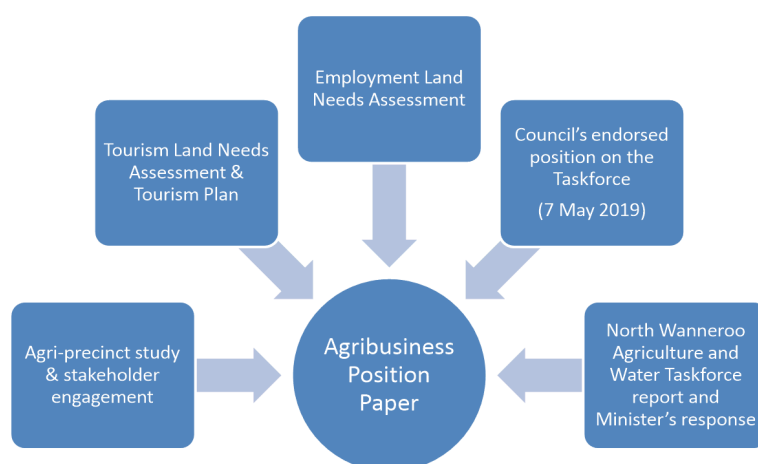 Employment Land
Needs Assessment
Tourism Land Needs
Assessment &
Tourism Plan
Council’s endorsed
position on the
Taskforce
(7 May 2019)
Agri-precinct study
& stakeholder
engagement
Agribusiness
Position
Paper
North Wanneroo
Agriculture and
Water Taskforce
report and
Minister’s response